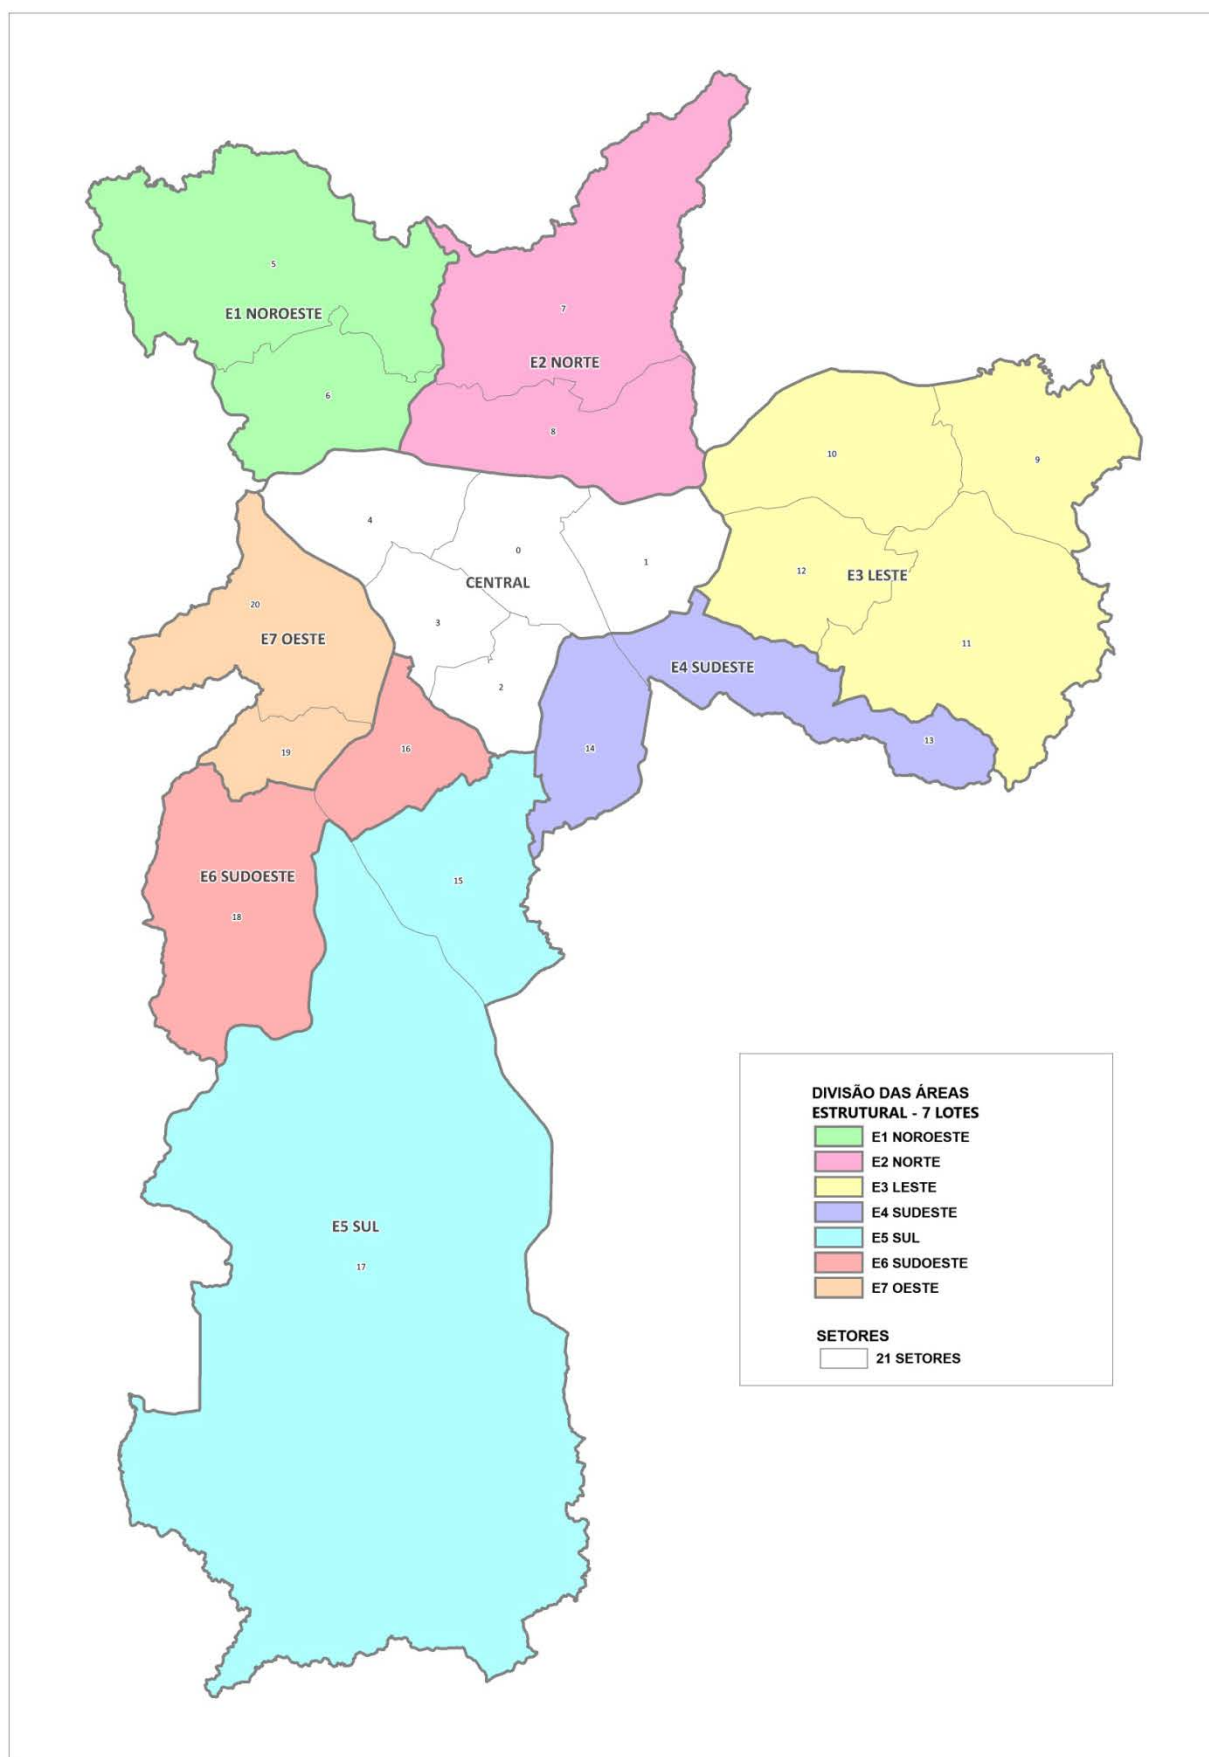 5
E1 NOROESTE
7
E2 NORTE
6
8
10
9
4
0
1
CENTRAL
12
E3 LESTE
20
3
E7 OESTE
11
E4 SUDESTE
2
19
16
14
13
E6 SUDOESTE
15
18
E5 SUL
17
DIVISÃO DAS ÁREAS
ESTRUTURAL - 7 LOTES
E1 NOROESTE
E2 NORTE
E3 LESTE
E4 SUDESTE
E5 SUL
E6 SUDOESTE
E7 OESTE
SETORES
21 SETORES